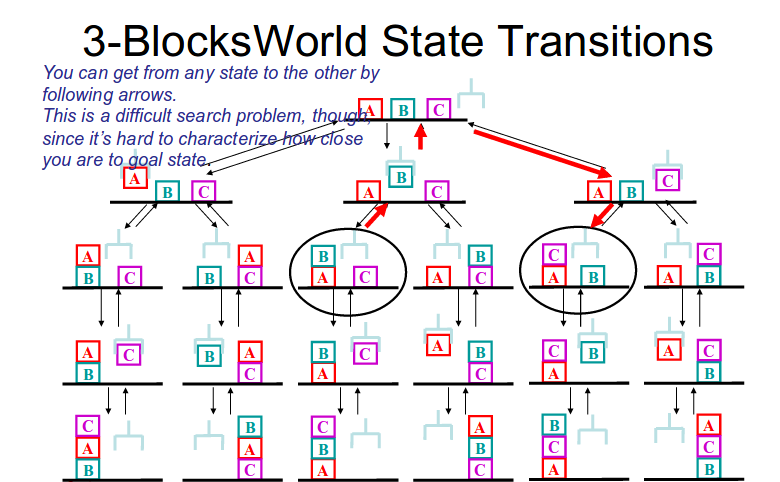 3-BlocksWorld State Transitions
You can get from any state to the other by
following arrows.
This is a difficult search problem, though,
since it's hard to characterize how close
you are to goal state.
A B C
A B C
B A C
A B C
A A B B C C
B C B C A C A C A B A B
A C B A B C A B C B A C
B C A C A B
C B C A B A
A A B B C C
B C A C A B